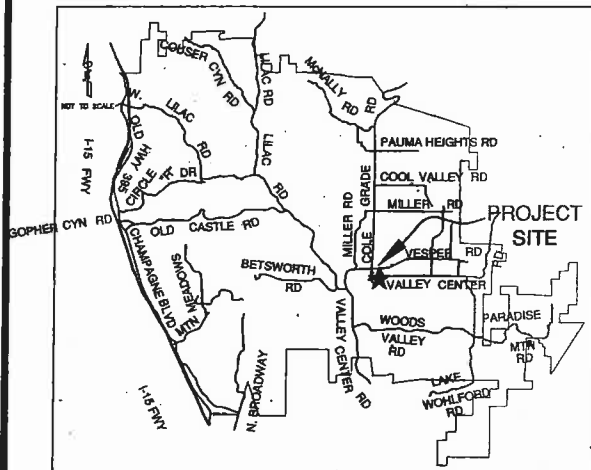 COUSER CYN RD
LILAC RD
McNALLY RD
RD
NOT TO SCALE
W. LILAC RD
PAUMA HEIGHTS RD
COOL VALLEY RD
OLD HWY 395
I-15 FWY
CIRCLE "R" DR
LILAC RD
MILLER RD
COLE GRADE
MILLER RD
PROJECT SITE
GOPHER CYN RD
OLD CASTLE RD
VESPER
RD
CHAMPAGNE BLVD
MTN MEADOWS
BETSWORTH RD
VALLEY CENTER
VALLEY CENTER RD
WOODS VALLEY RD
PARADISE MTN RD
LAKE WOHLFORD RD
I-15 FWY
N. BROADWAY